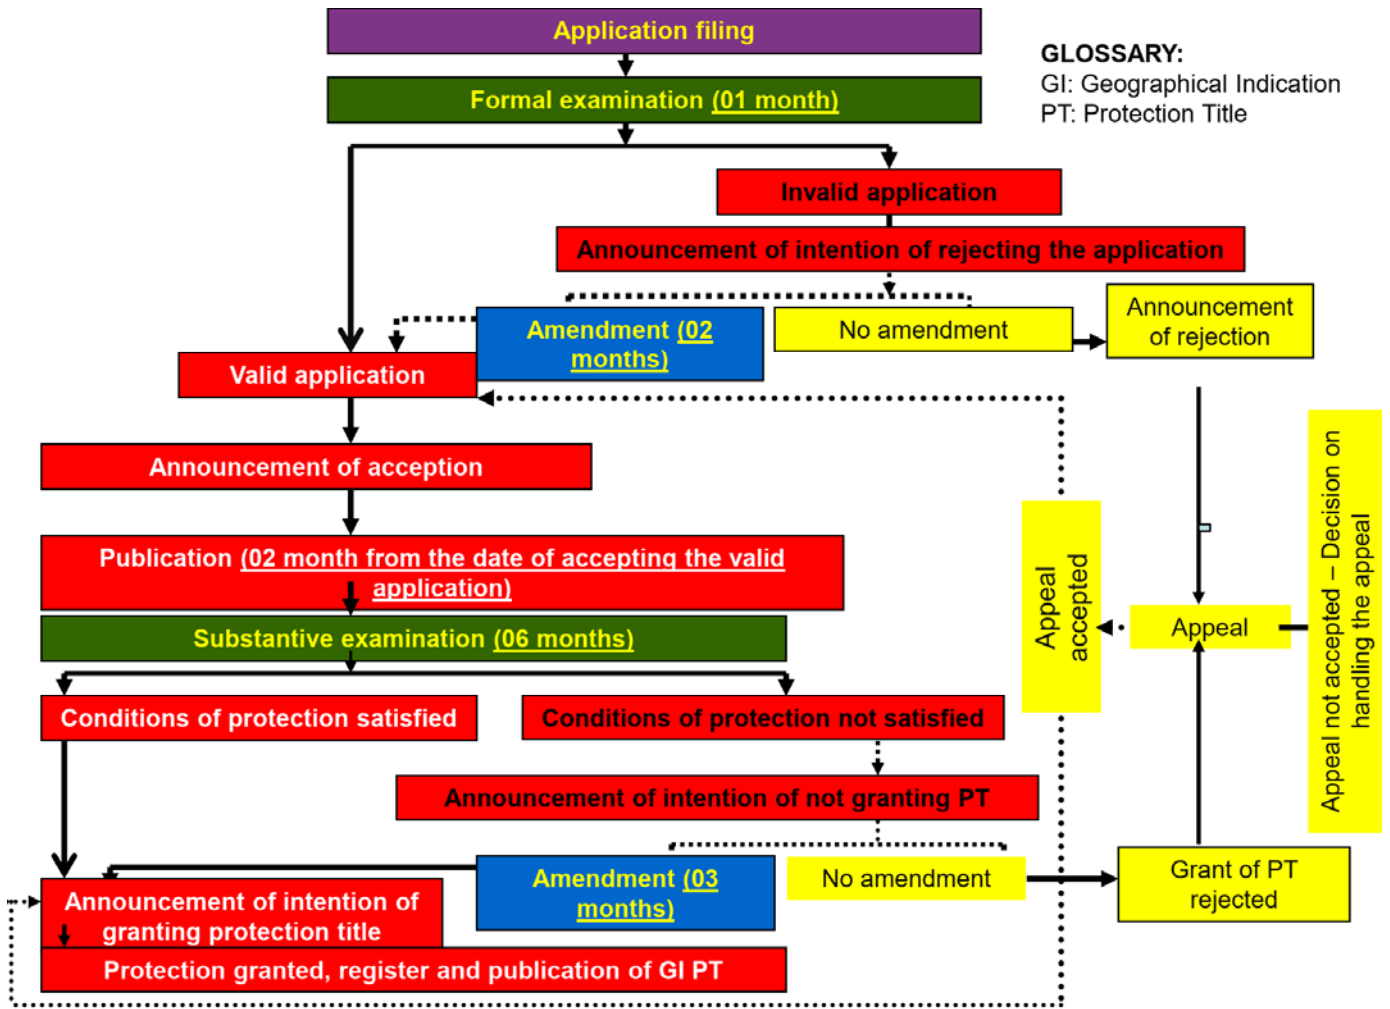 Application filing
GLOSSARY:
GI: Geographical Indication
PT: Protection Title
Formal examination (01 month)
Invalid application
Announcement of intention of rejecting the application
Amendment (02
months)
No amendment
Announcement
of rejection
Valid application
Announcement of acception
Publication (02 month from the date of accepting the valid
application)
Substantive examination (06 months)
Appeal
accepted
Appeal
Appeal not accepted – Decision on
handling the appeal
Conditions of protection satisfied
Conditions of protection not satisfied
Announcement of intention of not granting PT
Amendment (03
months)
No amendment
Grant of PT
rejected
Announcement of intention of
granting protection title
Protection granted, register and publication of GI PT